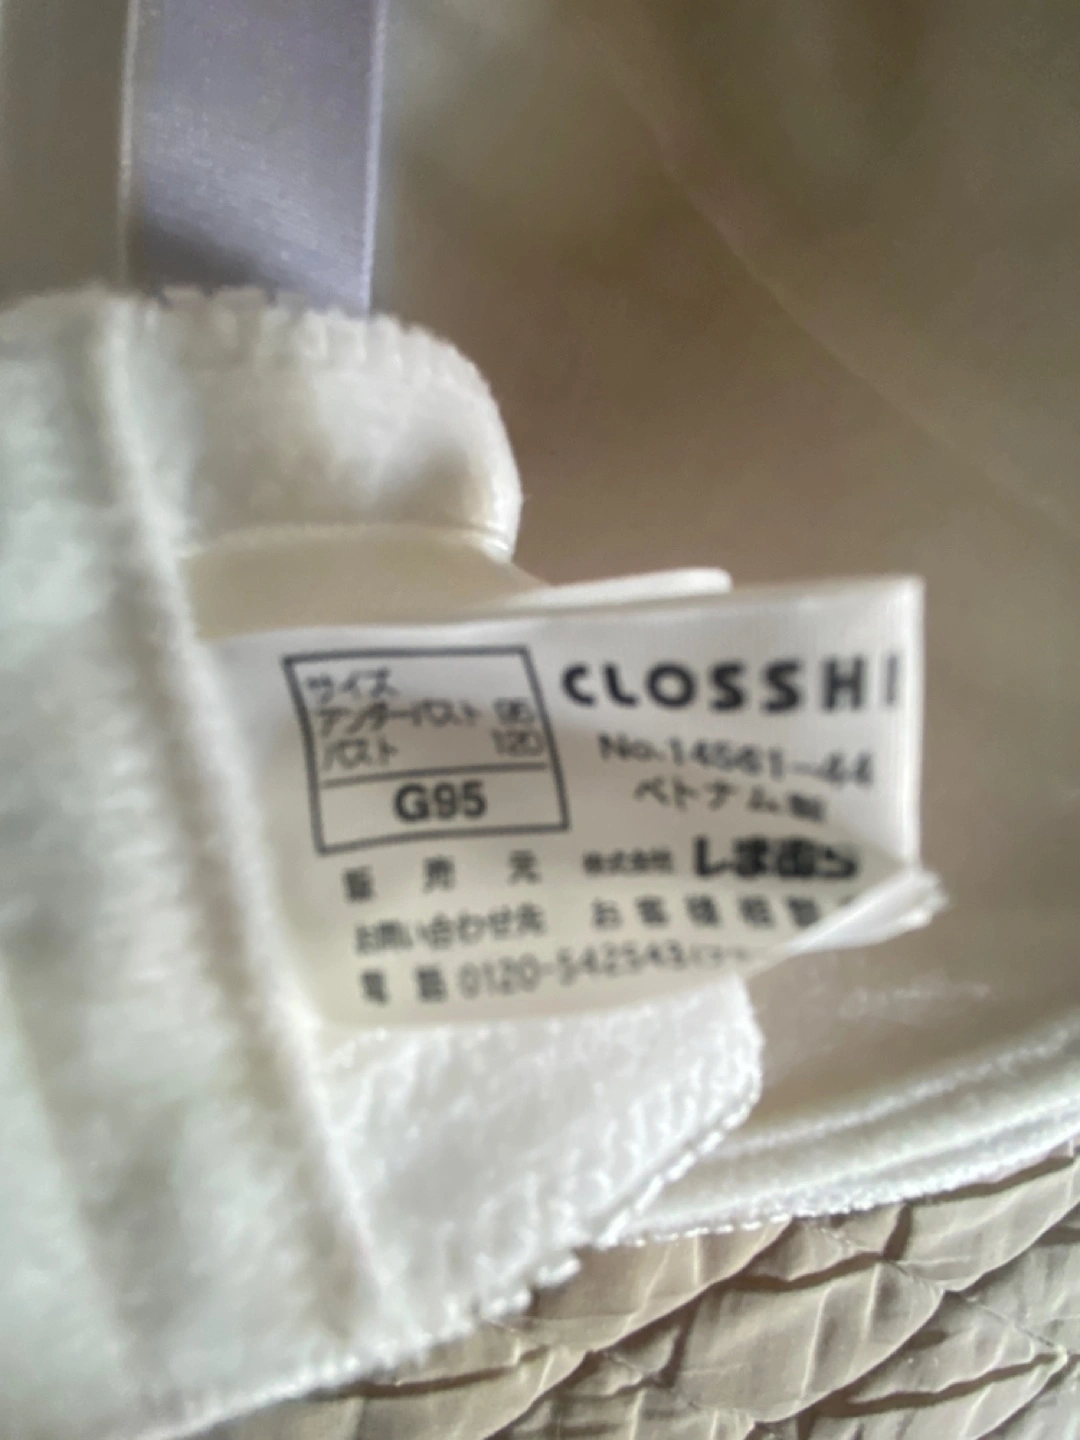 サイズ
アンダーバスト 95
バスト 120
G95
CLOSSHI
No.14561-44
ベトナム製
販売元 株式会社 しまむら
お問い合わせ先 お客様相談
電話 0120-542543